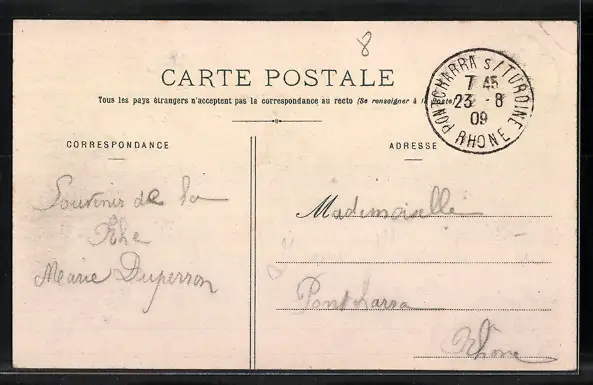 8
CARTE POSTALE
Tous les pays étrangers n'acceptent pas la correspondance au recto (Se renseigner à la Poste)
PONTCHARRA S/TURDINE
7 45
23 - 8
09
RHONE
CORRESPONDANCE
ADRESSE
Souvenir de la
Marie Duperron
Mademoiselle
Pontcharra
Rhône